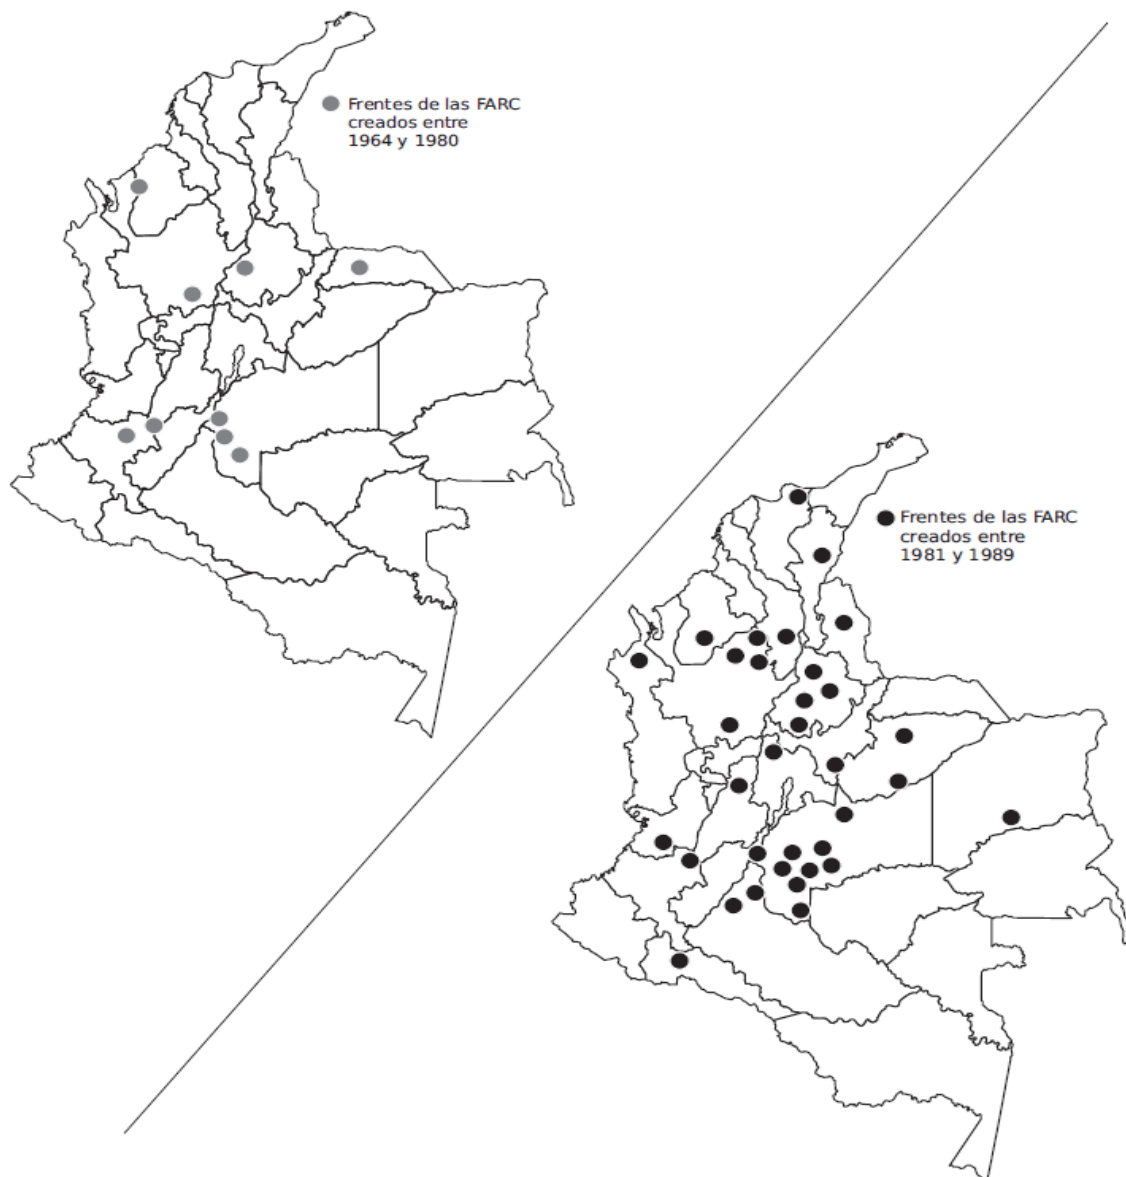 Frentes de las FARC
creados entre
1964 y 1980
Frentes de las FARC
creados entre
1981 y 1989